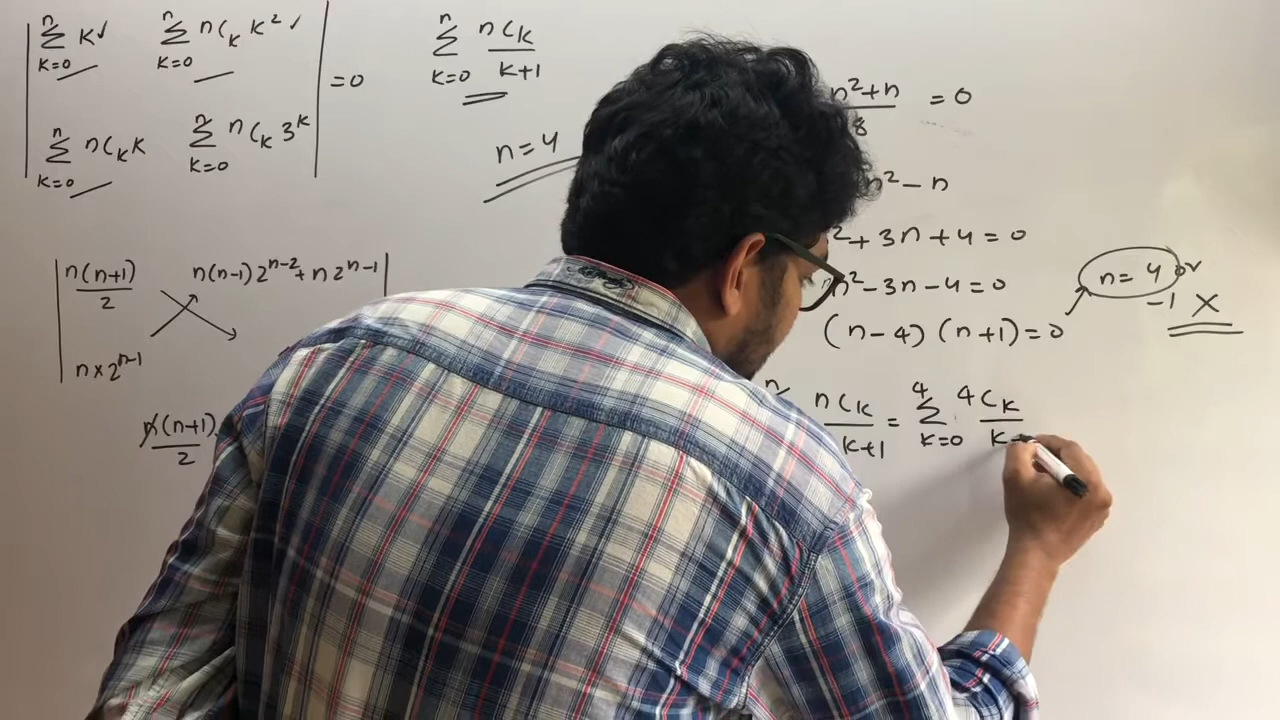 n∑k=0 k ✓ n∑k=0 nCk k² ✓
n∑k=0 nCk k n∑k=0 nCk 3^k
= 0
n∑k=0 nCk/k+1
n = 4
n(n+1)/2 n(n-1)2^n-2 + n 2^n-1
n × 2^n-1
n(n+1)/2
n²+n/8 = 0
n² - n
² + 3n + 4 = 0
n² - 3n - 4 = 0
(n-4) (n+1) = 0
n = 4 or
-1 ×
n nCk/k+1 = 4∑k=0 4Ck/k+